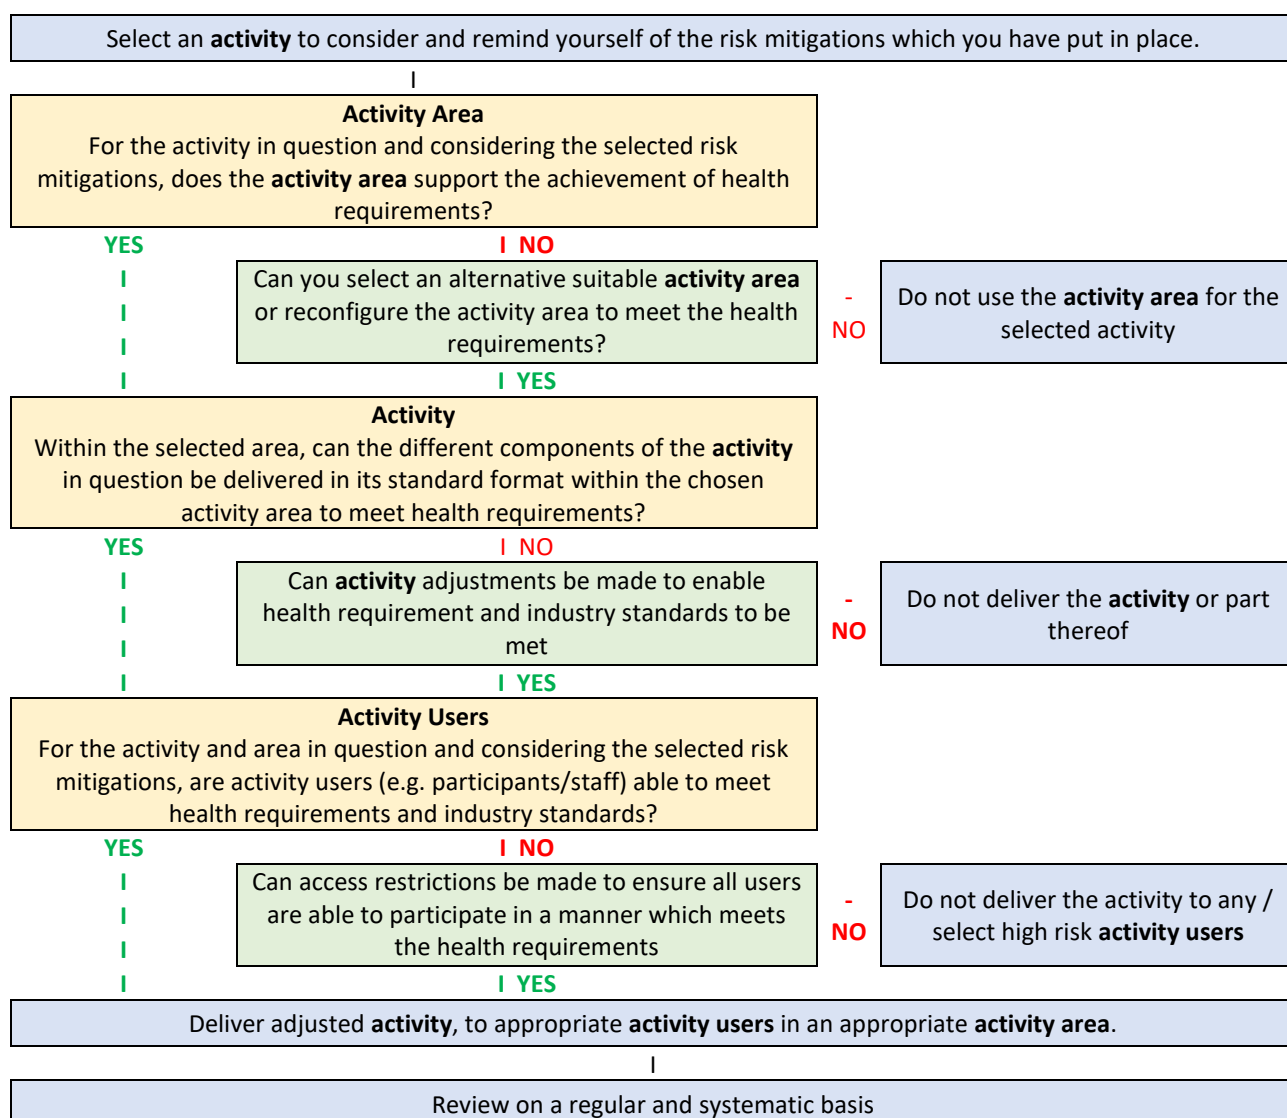 Select an activity to consider and remind yourself of the risk mitigations which you have put in place.
I
Activity Area
For the activity in question and considering the selected risk
mitigations, does the activity area support the achievement of health
requirements?
YES
I NO
I
I
I
I
I
Can you select an alternative suitable activity area
or reconfigure the activity area to meet the health
requirements?
-
NO
Do not use the activity area for the
selected activity
I YES
Activity
Within the selected area, can the different components of the activity
in question be delivered in its standard format within the chosen
activity area to meet health requirements?
YES
I NO
I
I
I
I
I
Can activity adjustments be made to enable
health requirement and industry standards to be
met
-
NO
Do not deliver the activity or part
thereof
I YES
Activity Users
For the activity and area in question and considering the selected risk
mitigations, are activity users (e.g. participants/staff) able to meet
health requirements and industry standards?
YES
I NO
I
I
I
I
I
Can access restrictions be made to ensure all users
are able to participate in a manner which meets
the health requirements
-
NO
Do not deliver the activity to any /
select high risk activity users
I YES
Deliver adjusted activity, to appropriate activity users in an appropriate activity area.
I
Review on a regular and systematic basis